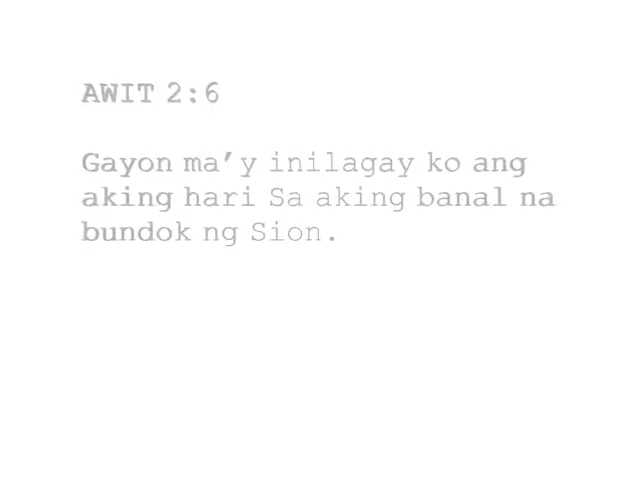 AWIT 2:6
Gayon ma’y inilagay ko ang
aking hari Sa aking banal na
bundok ng Sion.